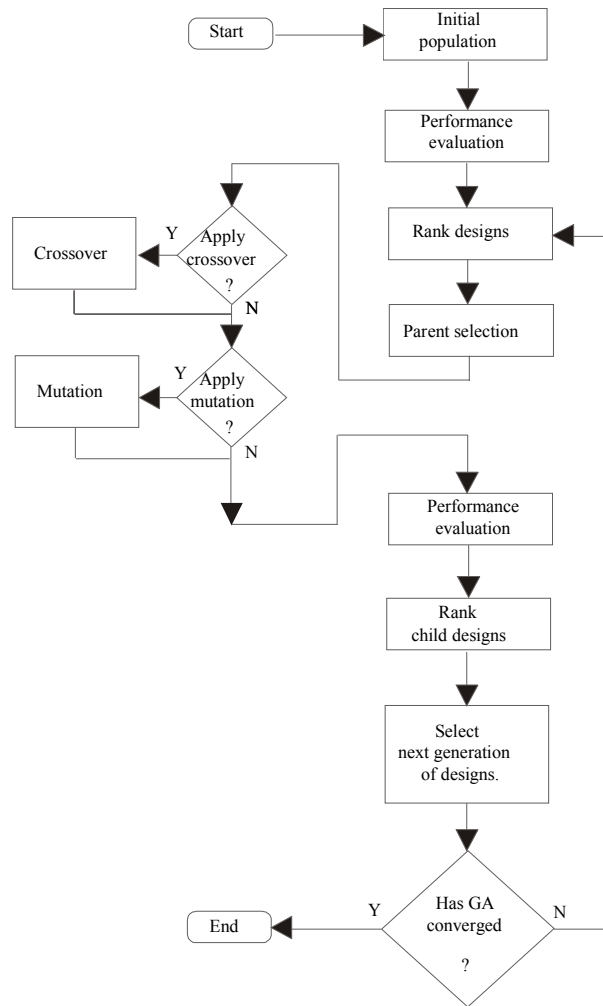 Start
Initial
population
Performance
evaluation
Rank designs
Parent selection
Apply
crossover
?
Y
N
Crossover
Apply
mutation
?
Y
N
Mutation
Performance
evaluation
Rank
child designs
Select
next generation
of designs.
Has GA
converged
?
Y
N
End